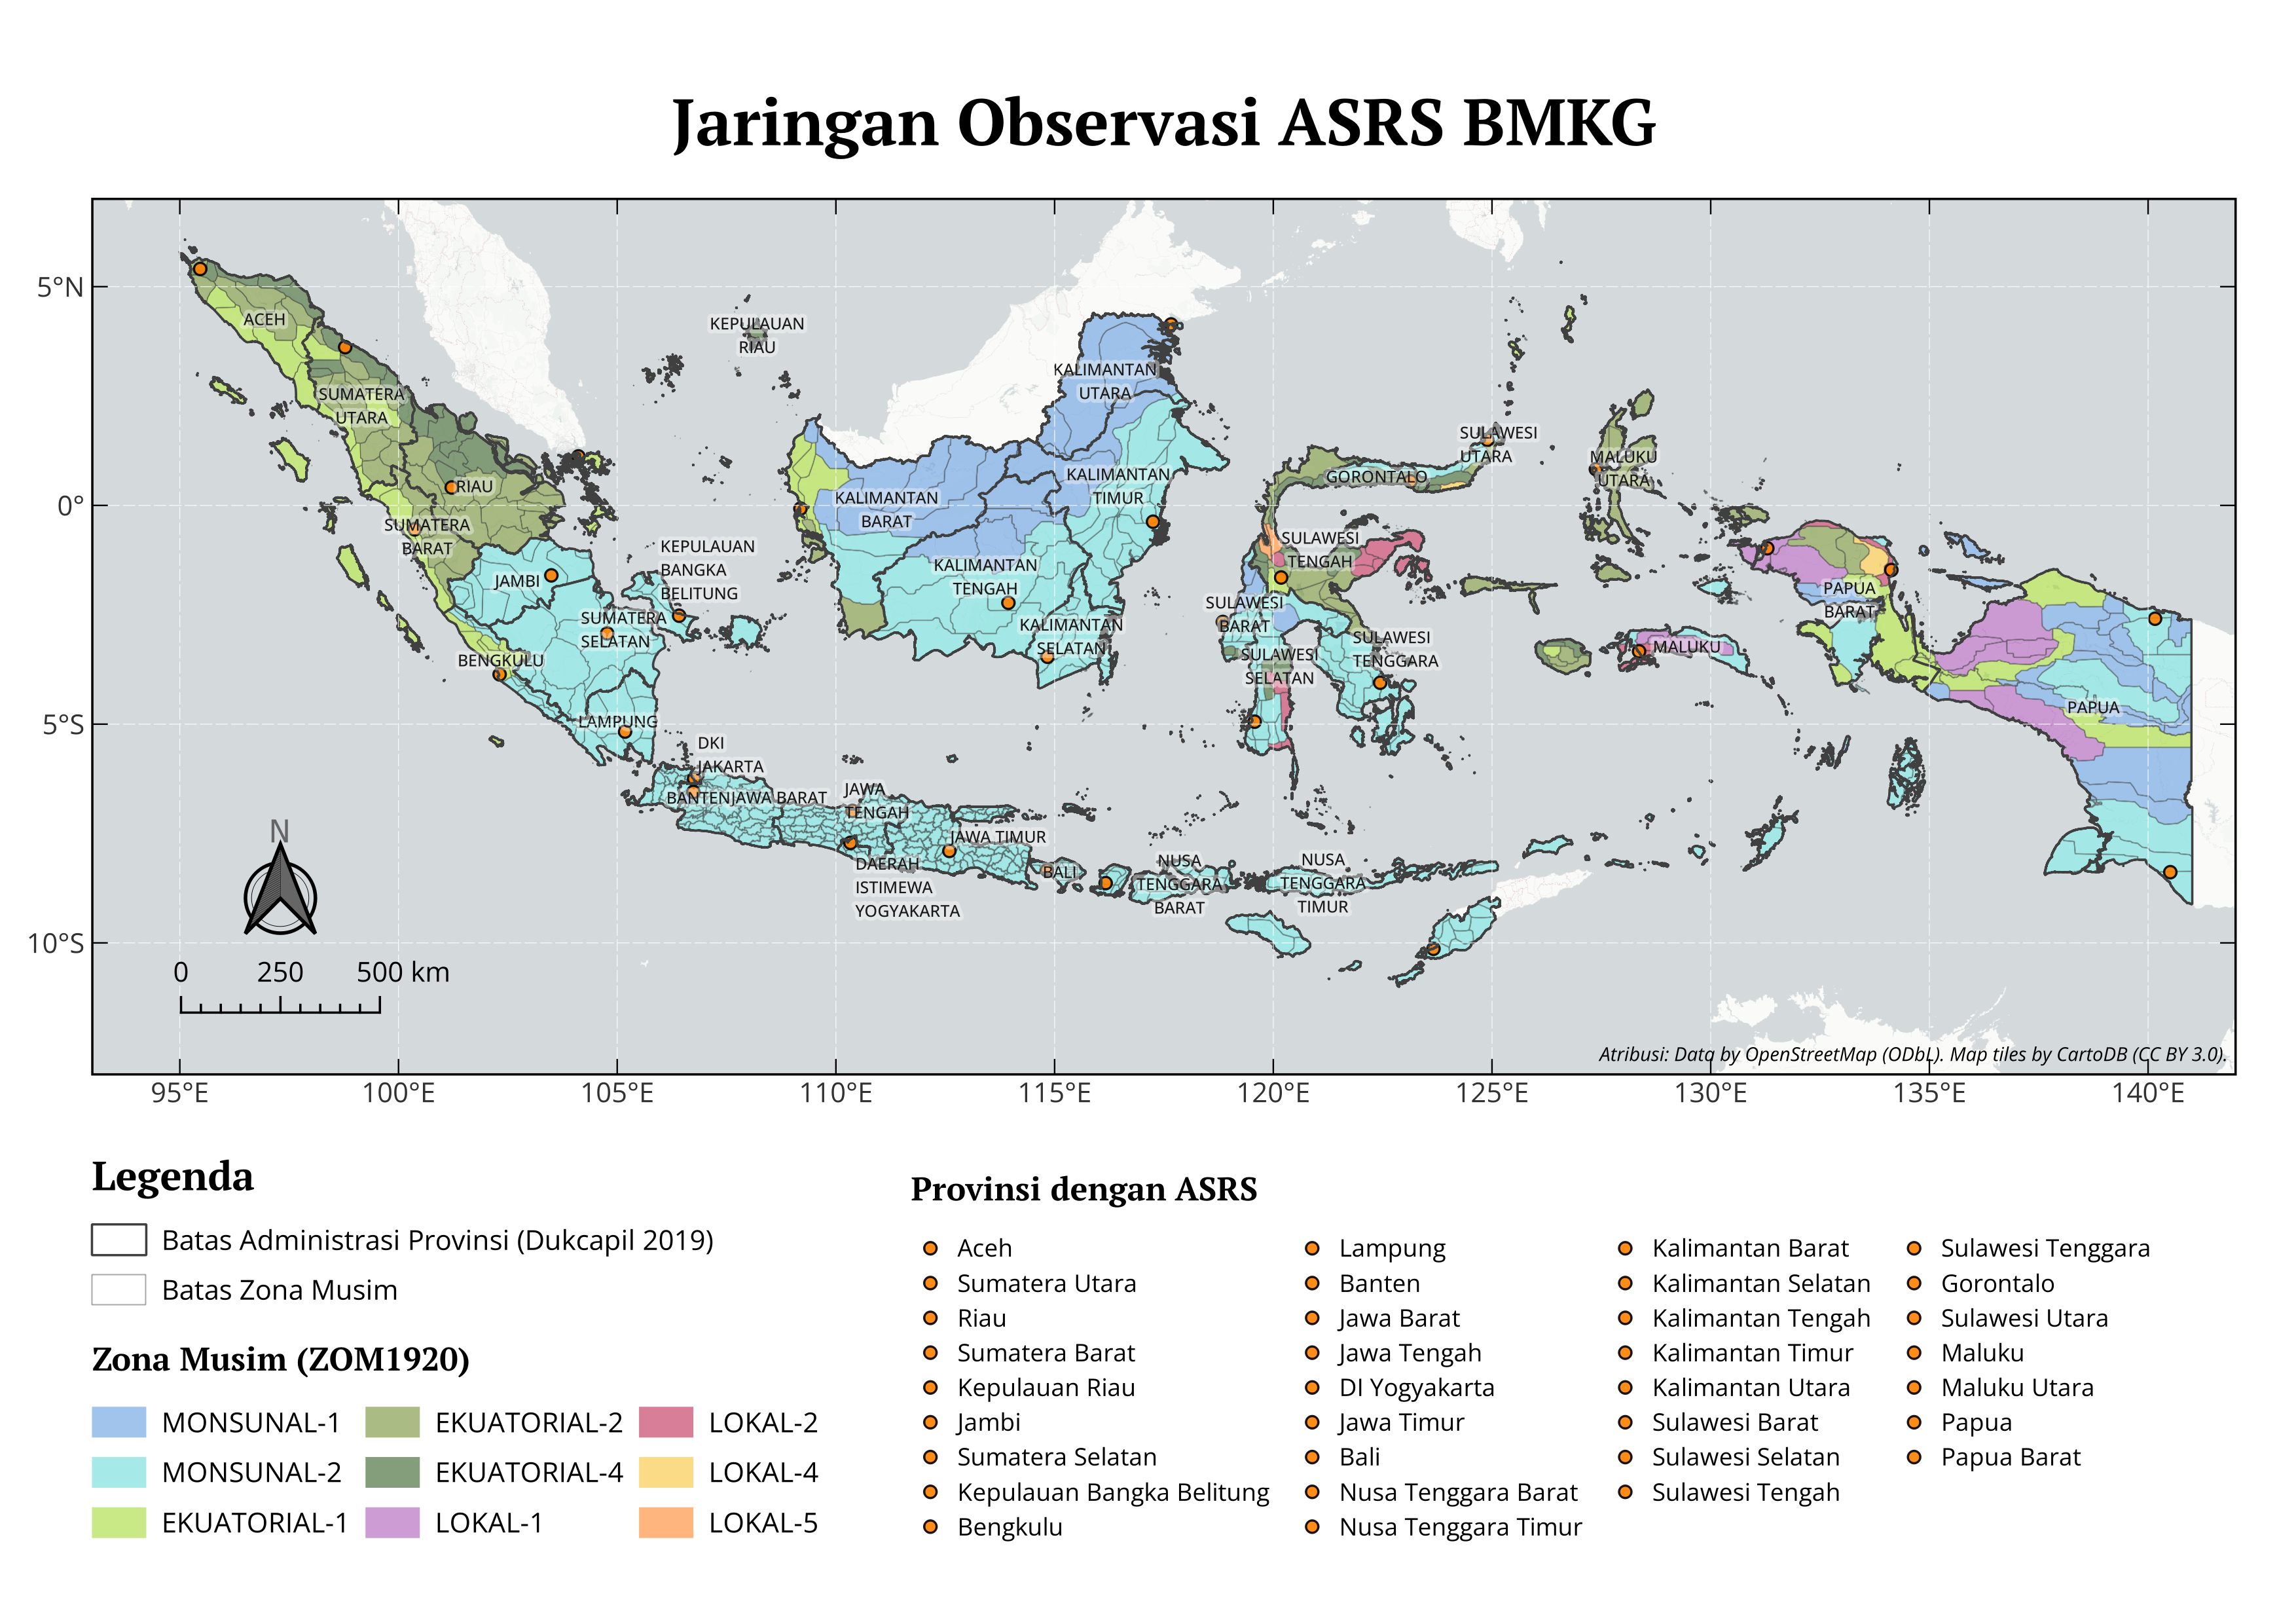 Jaringan Observasi ASRS BMKG
5°N
0°
5°S
10°S
ACEH
SUMATERA
UTARA
RIAU
SUMATERA
BARAT
KEPULAUAN
RIAU
JAMBI
KEPULAUAN
BANGKA
BELITUNG
SUMATERA
SELATAN
BENGKULU
LAMPUNG
DKI
JAKARTA
BANTEN
JAWA BARAT
JAWA
TENGAH
DAERAH
ISTIMEWA
YOGYAKARTA
JAWA TIMUR
BALI
NUSA
TENGGARA
BARAT
NUSA
TENGGARA
TIMUR
KALIMANTAN
UTARA
KALIMANTAN
TIMUR
KALIMANTAN
BARAT
KALIMANTAN
TENGAH
KALIMANTAN
SELATAN
SULAWESI
UTARA
GORONTALO
SULAWESI
TENGAH
SULAWESI
BARAT
SULAWESI
SELATAN
SULAWESI
TENGGARA
MALUKU
UTARA
MALUKU
PAPUA
BARAT
PAPUA
N
0 250 500 km
Atribusi: Data by OpenStreetMap (ODbL). Map tiles by CartoDB (CC BY 3.0).
95°E 100°E 105°E 110°E 115°E 120°E 125°E 130°E 135°E 140°E
Legenda
Batas Administrasi Provinsi (Dukcapil 2019)
Batas Zona Musim
Zona Musim (ZOM1920)
MONSUNAL-1
MONSUNAL-2
EKUATORIAL-1
EKUATORIAL-2
EKUATORIAL-4
LOKAL-1
LOKAL-2
LOKAL-4
LOKAL-5
Provinsi dengan ASRS
Aceh
Sumatera Utara
Riau
Sumatera Barat
Kepulauan Riau
Jambi
Sumatera Selatan
Kepulauan Bangka Belitung
Bengkulu
Lampung
Banten
Jawa Barat
Jawa Tengah
DI Yogyakarta
Jawa Timur
Bali
Nusa Tenggara Barat
Nusa Tenggara Timur
Kalimantan Barat
Kalimantan Selatan
Kalimantan Tengah
Kalimantan Timur
Kalimantan Utara
Sulawesi Barat
Sulawesi Selatan
Sulawesi Tengah
Sulawesi Tenggara
Gorontalo
Sulawesi Utara
Maluku
Maluku Utara
Papua
Papua Barat